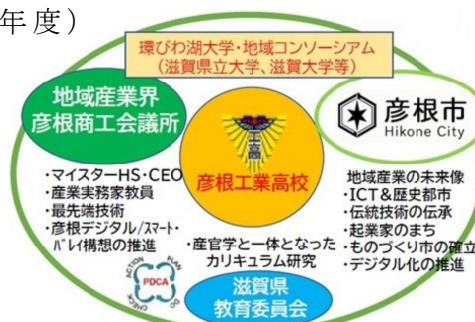 年度)
環びわ湖大学・地域コンソーシアム
(滋賀県立大学、滋賀大学等)
地域産業界
彦根商工会議所
・マイスターHS・CEO
・産業実務家教員
・最先端技術
・彦根デジタル/スマート・
バレイ構想の推進
工高
彦根工業高校
・産官学と一体となった
カリキュラム研究
彦根市
Hikone City
地域産業の未来像
・ICT&歴史都市
・伝統技術の伝承
・起業家のまち
・ものづくり市の確立
・デジタル化の推進
ACTION
PLAN
PDCA
CHECK
DO
滋賀県
教育委員会